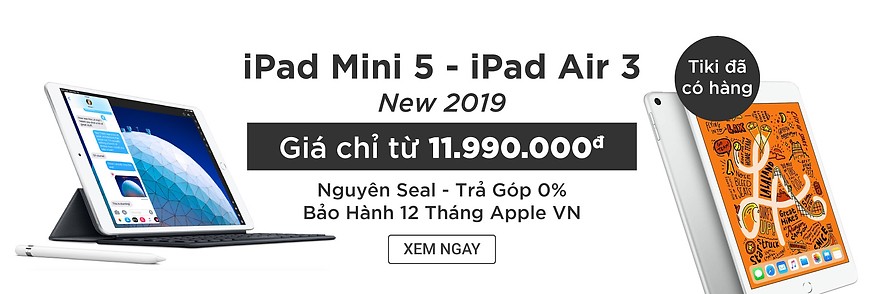 iPad Mini 5 - iPad Air 3
New 2019
Giá chỉ từ 11.990.000đ
Nguyên Seal - Trả Góp 0%
Bảo Hành 12 Tháng Apple VN
XEM NGAY
Tiki đã
có hàng